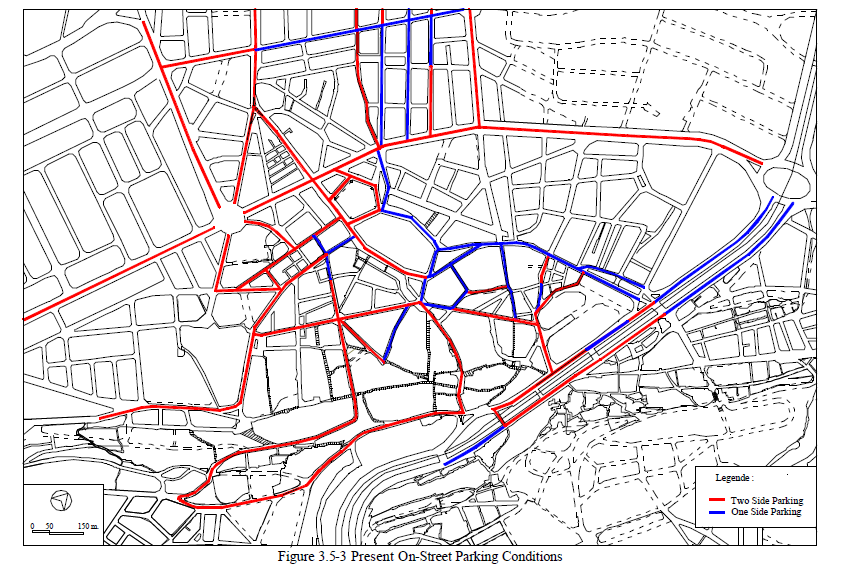 Legende :
Two Side Parking
One Side Parking
0 50 150 m.
Figure 3.5-3 Present On-Street Parking Conditions